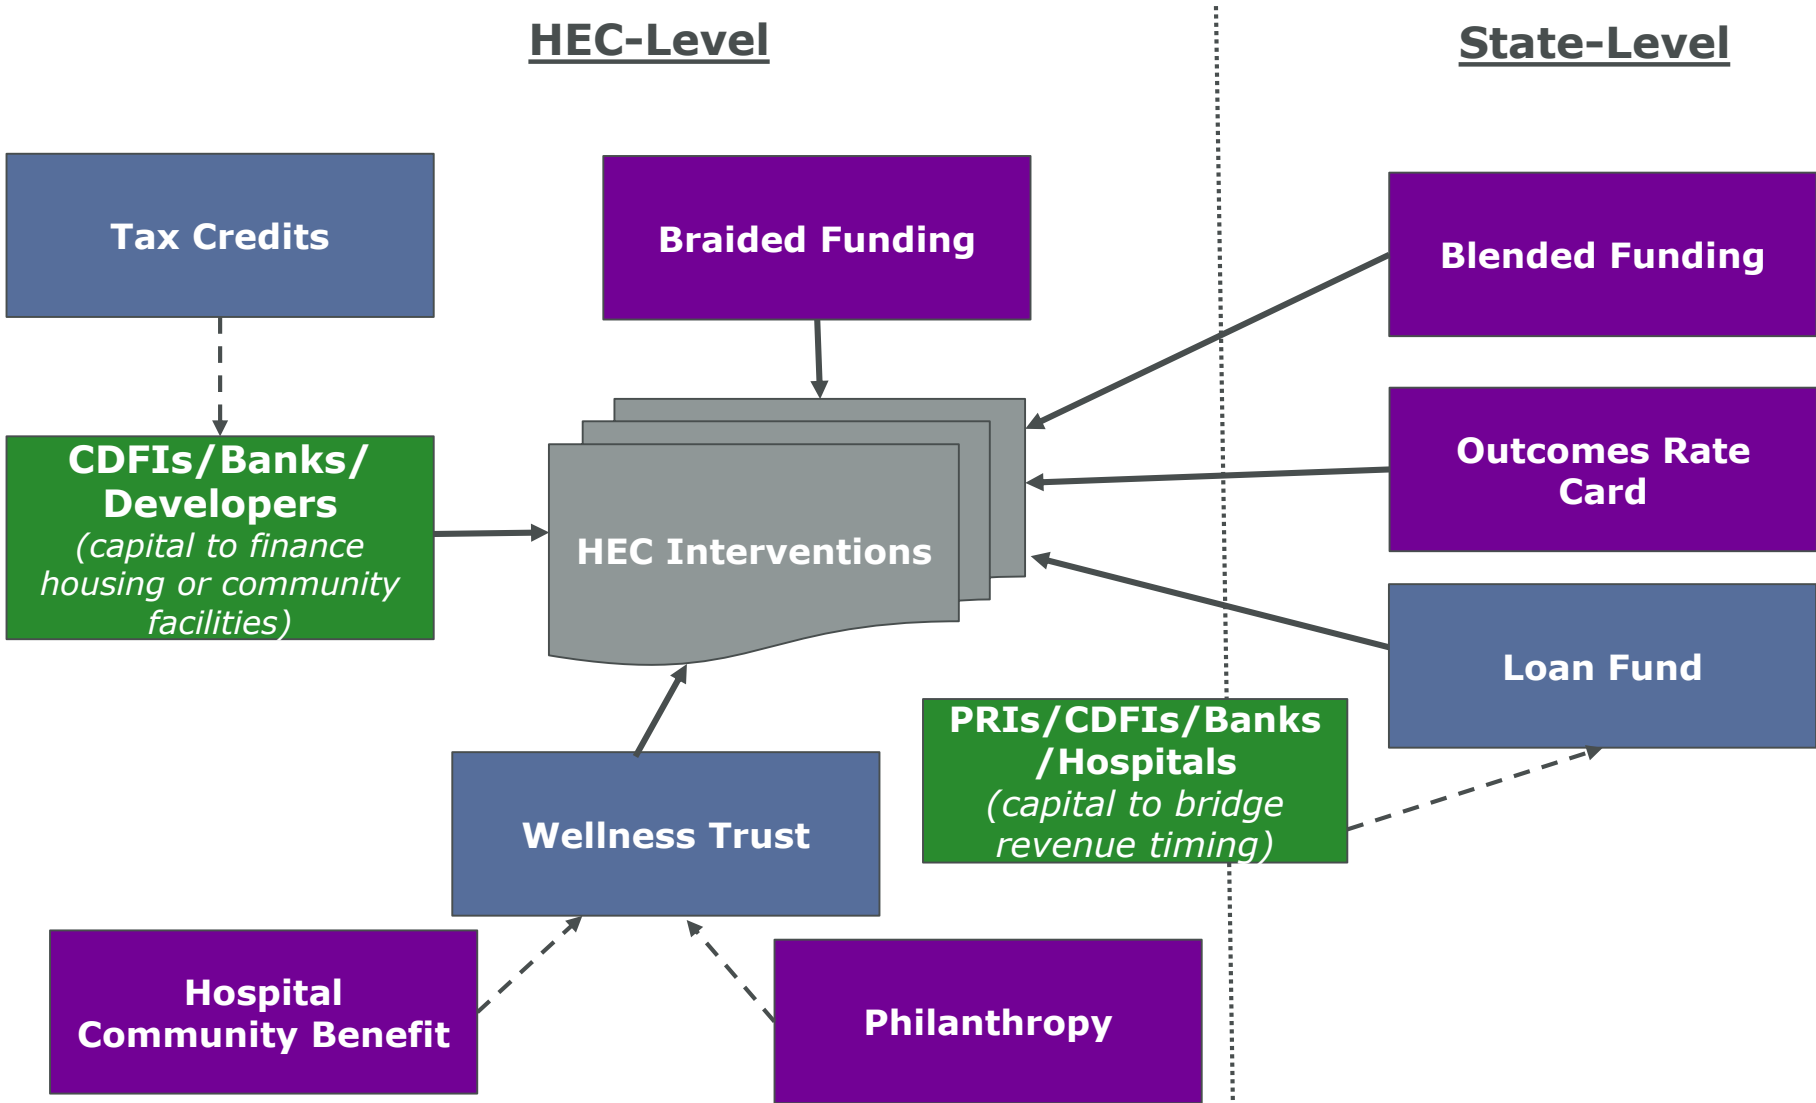 HEC-Level
State-Level
Tax Credits
Braided Funding
Blended Funding
CDFIs/Banks/
Developers
(capital to finance
housing or community
facilities)
HEC Interventions
Outcomes Rate
Card
Loan Fund
PRIs/CDFIs/Banks
/Hospitals
(capital to bridge
revenue timing)
Wellness Trust
Hospital
Community Benefit
Philanthropy